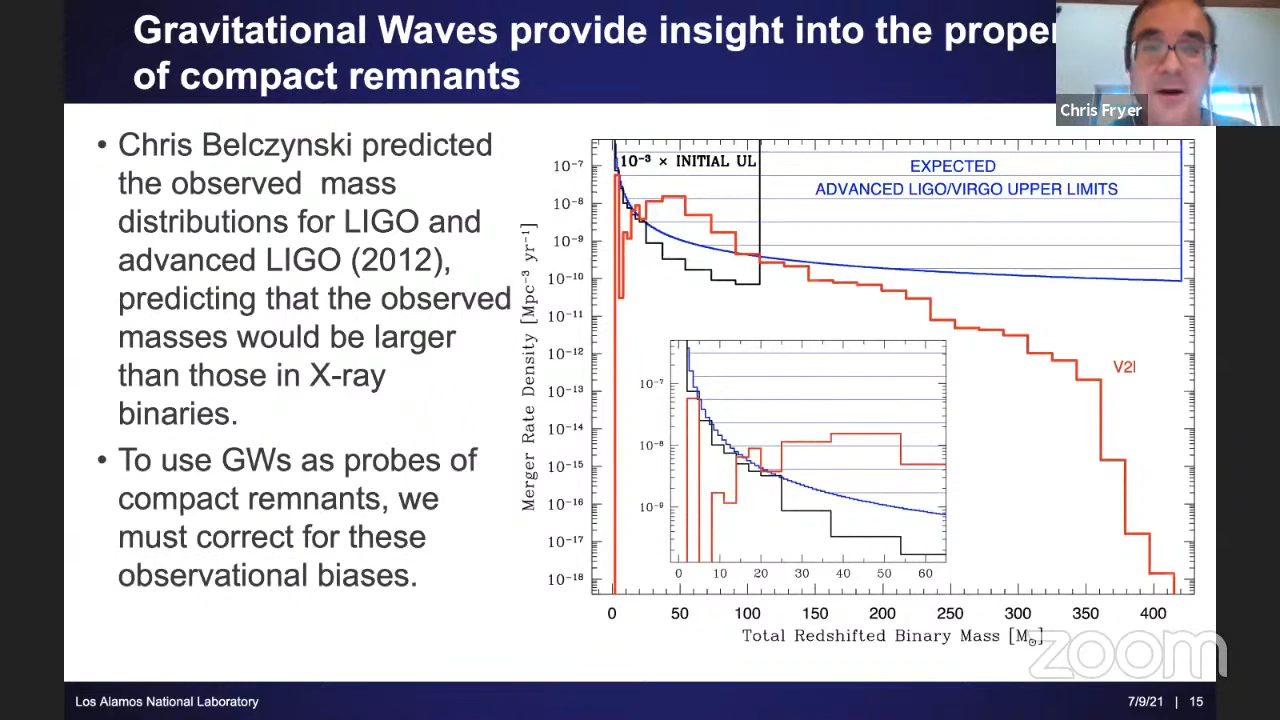 Gravitational Waves provide insight into the proper
of compact remnants
Chris Fryer
• Chris Belczynski predicted
the observed mass
distributions for LIGO and
advanced LIGO (2012),
predicting that the observed
masses would be larger
than those in X-ray
binaries.
• To use GWs as probes of
compact remnants, we
must correct for these
observational biases.
10⁻³ × INITIAL UL
EXPECTED
ADVANCED LIGO/VIRGO UPPER LIMITS
V2l
Merger Rate Density [Mpc⁻³ yr⁻¹]
10⁻⁷
10⁻⁸
10⁻⁹
10⁻¹⁰
10⁻¹¹
10⁻¹²
10⁻¹³
10⁻¹⁴
10⁻¹⁵
10⁻¹⁶
10⁻¹⁷
10⁻¹⁸
10⁻⁷
10⁻⁸
10⁻⁹
0 10 20 30 40 50 60
0 50 100 150 200 250 300 350 400
Total Redshifted Binary Mass [M⊙]
zoom
Los Alamos National Laboratory
7/9/21 | 15